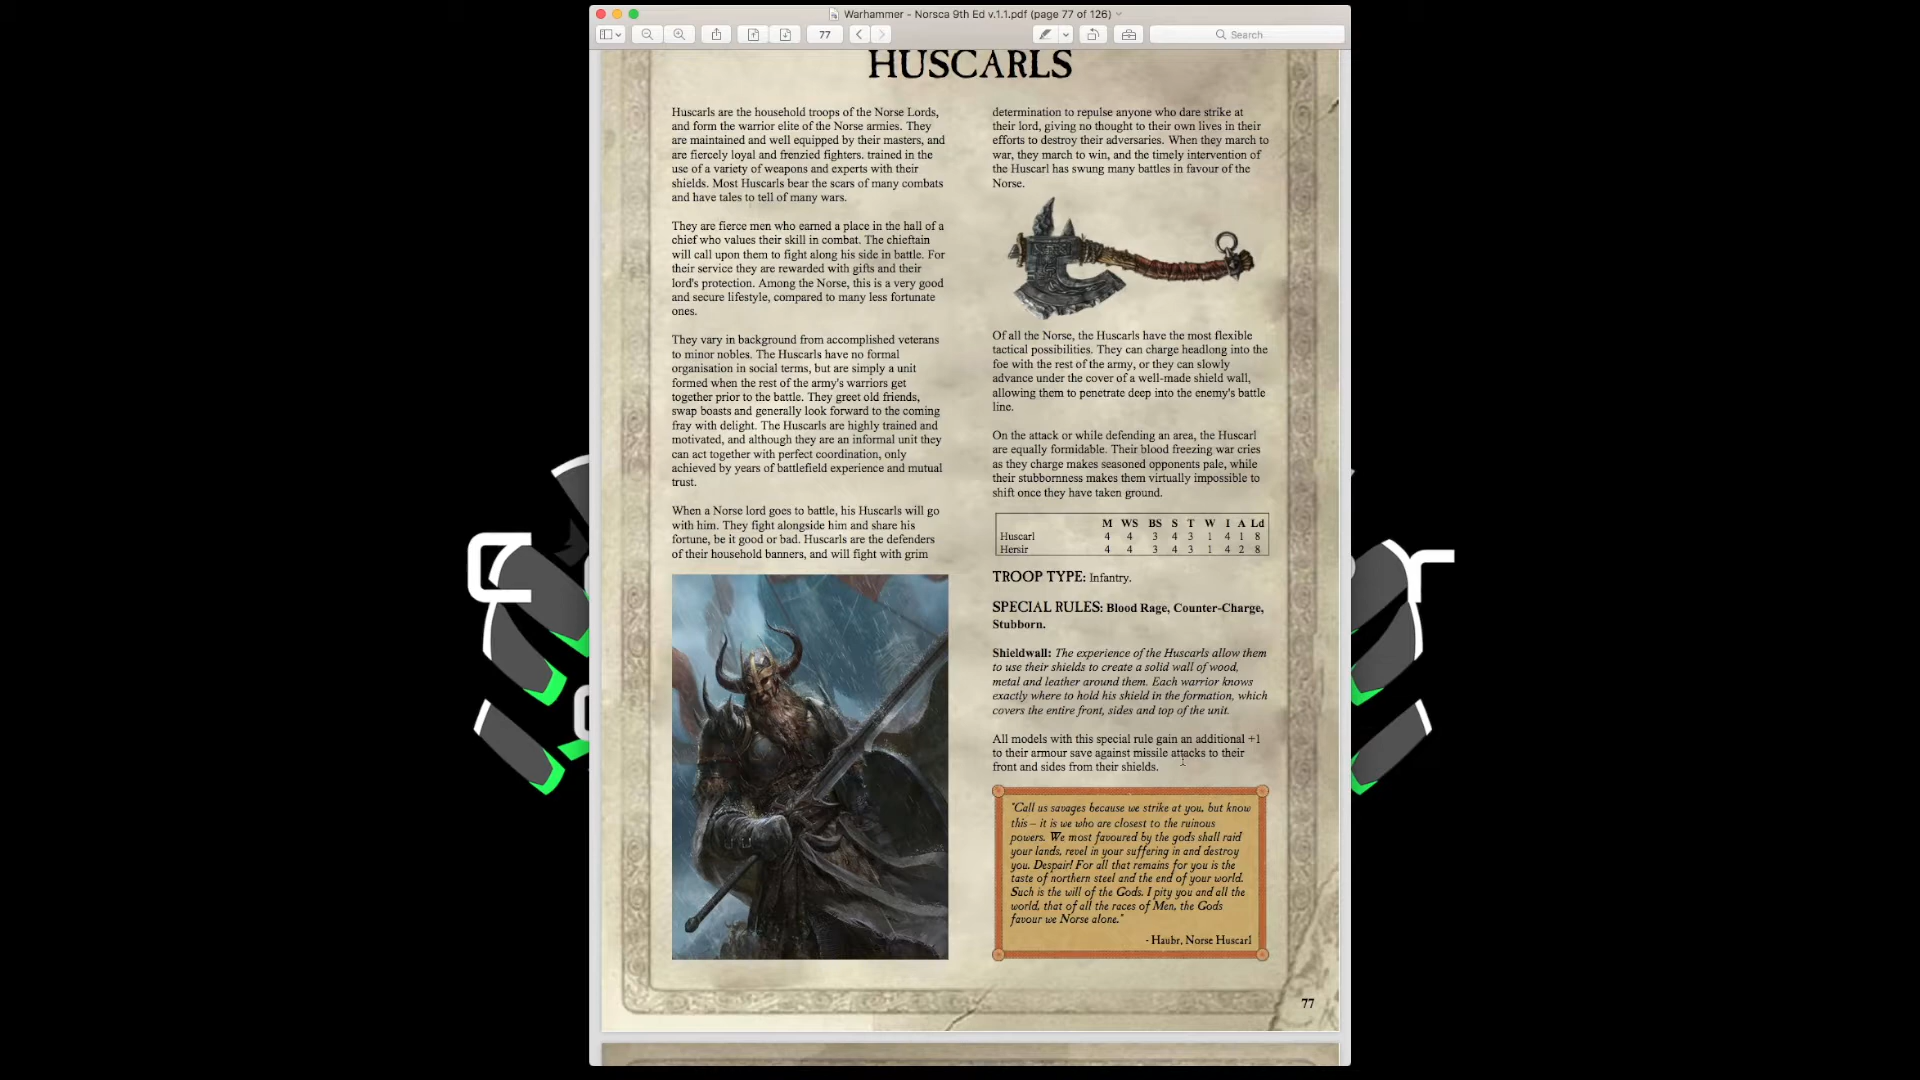 Warhammer - Norsca 9th Ed v.1.1.pdf (page 77 of 126)
77
Search
HUSCARLS
Huscarls are the household troops of the Norse Lords,
and form the warrior elite of the Norse armies. They
are maintained and well equipped by their masters, and
are fiercely loyal and frenzied fighters. trained in the
use of a variety of weapons and experts with their
shields. Most Huscarls bear the scars of many combats
and have tales to tell of many wars.
They are fierce men who earned a place in the hall of a
chief who values their skill in combat. The chieftain
will call upon them to fight along his side in battle. For
their service they are rewarded with gifts and their
lord's protection. Among the Norse, this is a very good
and secure lifestyle, compared to many less fortunate
ones.
They vary in background from accomplished veterans
to minor nobles. The Huscarls have no formal
organisation in social terms, but are simply a unit
formed when the rest of the army's warriors get
together prior to the battle. They greet old friends,
swap boasts and generally look forward to the coming
fray with delight. The Huscarls are highly trained and
motivated, and although they are an informal unit they
can act together with perfect coordination, only
achieved by years of battlefield experience and mutual
trust.
When a Norse lord goes to battle, his Huscarls will go
with him. They fight alongside him and share his
fortune, be it good or bad. Huscarls are the defenders
of their household banners, and will fight with grim
determination to repulse anyone who dare strike at
their lord, giving no thought to their own lives in their
efforts to destroy their adversaries. When they march to
war, they march to win, and the timely intervention of
the Huscarl has swung many battles in favour of the
Norse.
Of all the Norse, the Huscarls have the most flexible
tactical possibilities. They can charge headlong into the
foe with the rest of the army, or they can slowly
advance under the cover of a well-made shield wall,
allowing them to penetrate deep into the enemy's battle
line.
On the attack or while defending an area, the Huscarl
are equally formidable. Their blood freezing war cries
as they charge makes seasoned opponents pale, while
their stubbornness makes them virtually impossible to
shift once they have taken ground.
M WS BS S T W I A Ld
Huscarl 4 4 3 4 3 1 4 1 8
Hersir 4 4 3 4 3 1 4 2 8
TROOP TYPE: Infantry.
SPECIAL RULES: Blood Rage, Counter-Charge,
Stubborn.
Shieldwall: The experience of the Huscarls allow them
to use their shields to create a solid wall of wood,
metal and leather around them. Each warrior knows
exactly where to hold his shield in the formation, which
covers the entire front, sides and top of the unit.
All models with this special rule gain an additional +1
to their armour save against missile attacks to their
front and sides from their shields.
"Call us savages because we strike at you, but know
this – it is we who are closest to the ruinous
powers. We most favoured by the gods shall raid
your lands, revel in your suffering in and destroy
you. Despair! For all that remains for you is the
taste of northern steel and the end of your world.
Such is the will of the Gods. I pity you and all the
world, that of all the races of Men, the Gods
favour we Norse alone."
- Haubr, Norse Huscarl
77